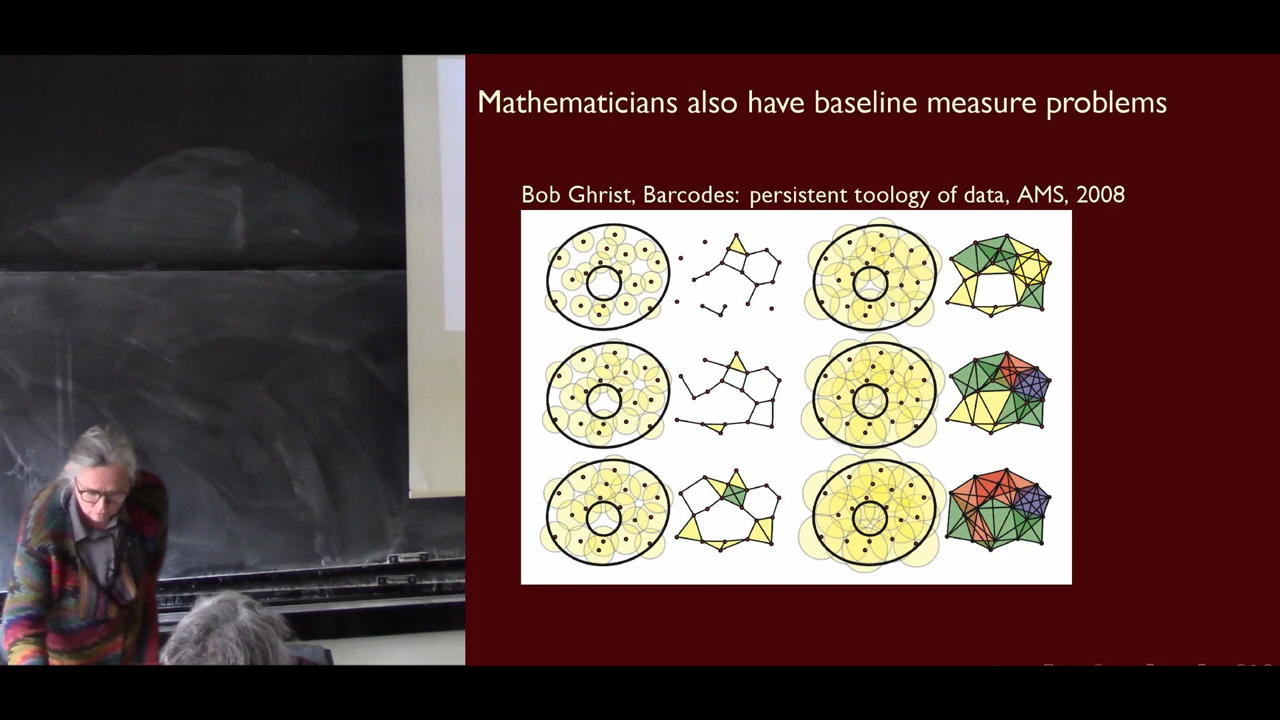 Mathematicians also have baseline measure problems
Bob Ghrist, Barcodes: persistent toology of data, AMS, 2008